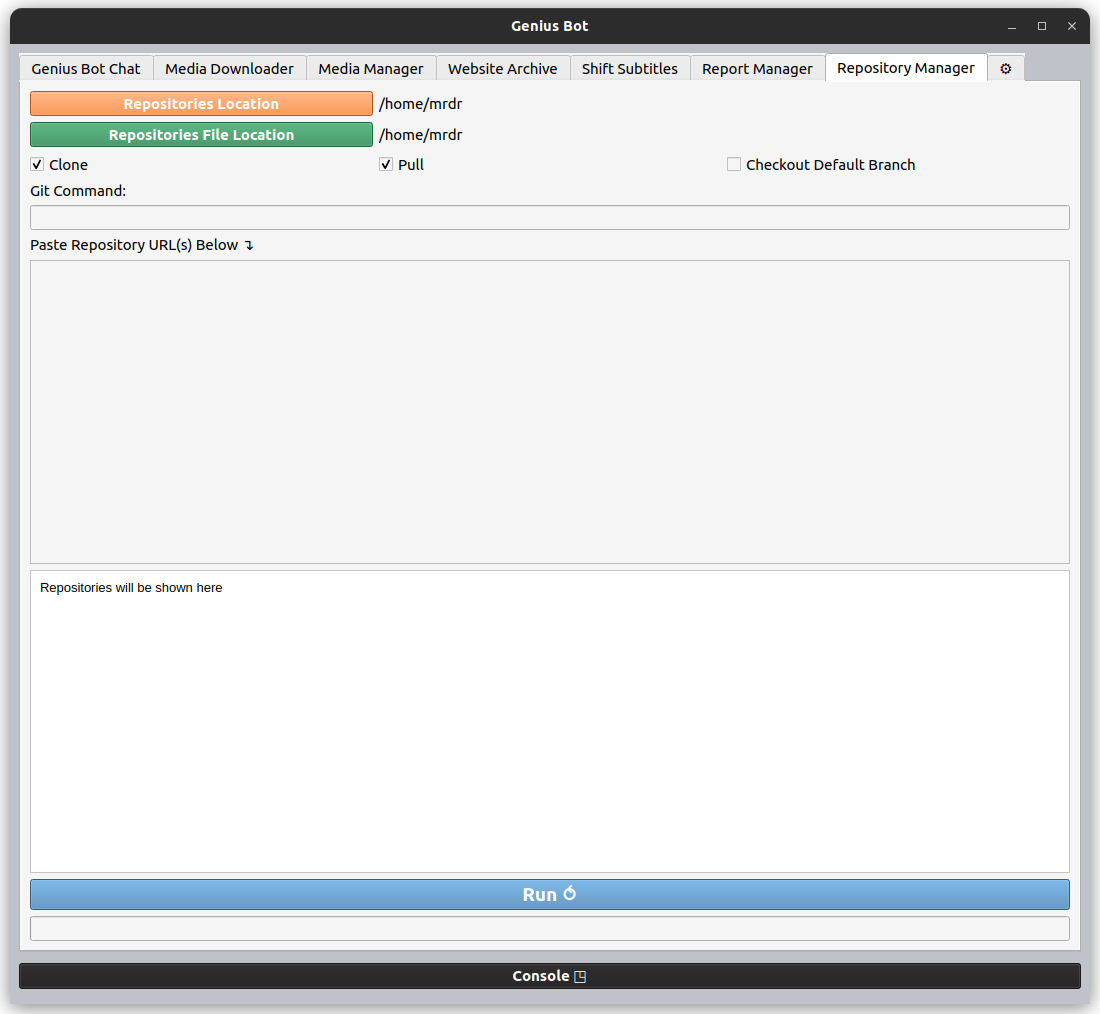 Genius Bot
Genius Bot Chat Media Downloader Media Manager Website Archive Shift Subtitles Report Manager Repository Manager ⚙
Repositories Location /home/mrdr
Repositories File Location /home/mrdr
Clone Pull Checkout Default Branch
Git Command:
Paste Repository URL(s) Below ↴
Repositories will be shown here
Run ⥀
Console ◳